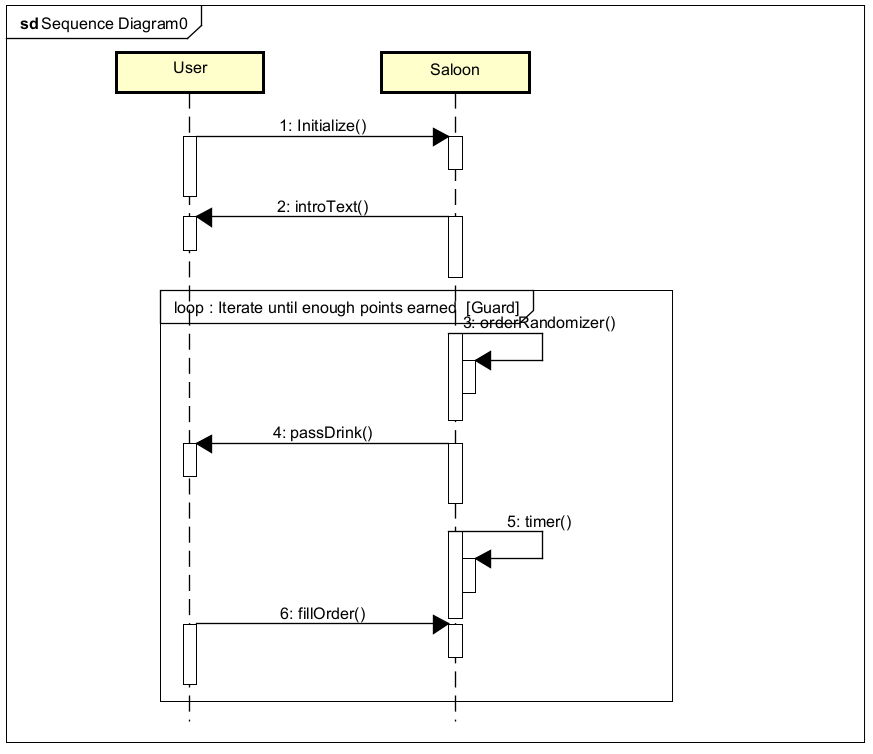 sd Sequence Diagram0
User
Saloon
1: Initialize()
2: introText()
loop : Iterate until enough points earned [Guard]
3: orderRandomizer()
4: passDrink()
5: timer()
6: fillOrder()